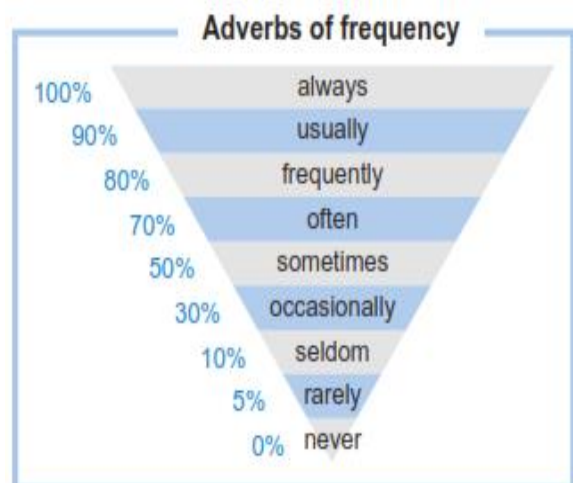 Adverbs of frequency
100% always
90% usually
80% frequently
70% often
50% sometimes
30% occasionally
10% seldom
5% rarely
0% never